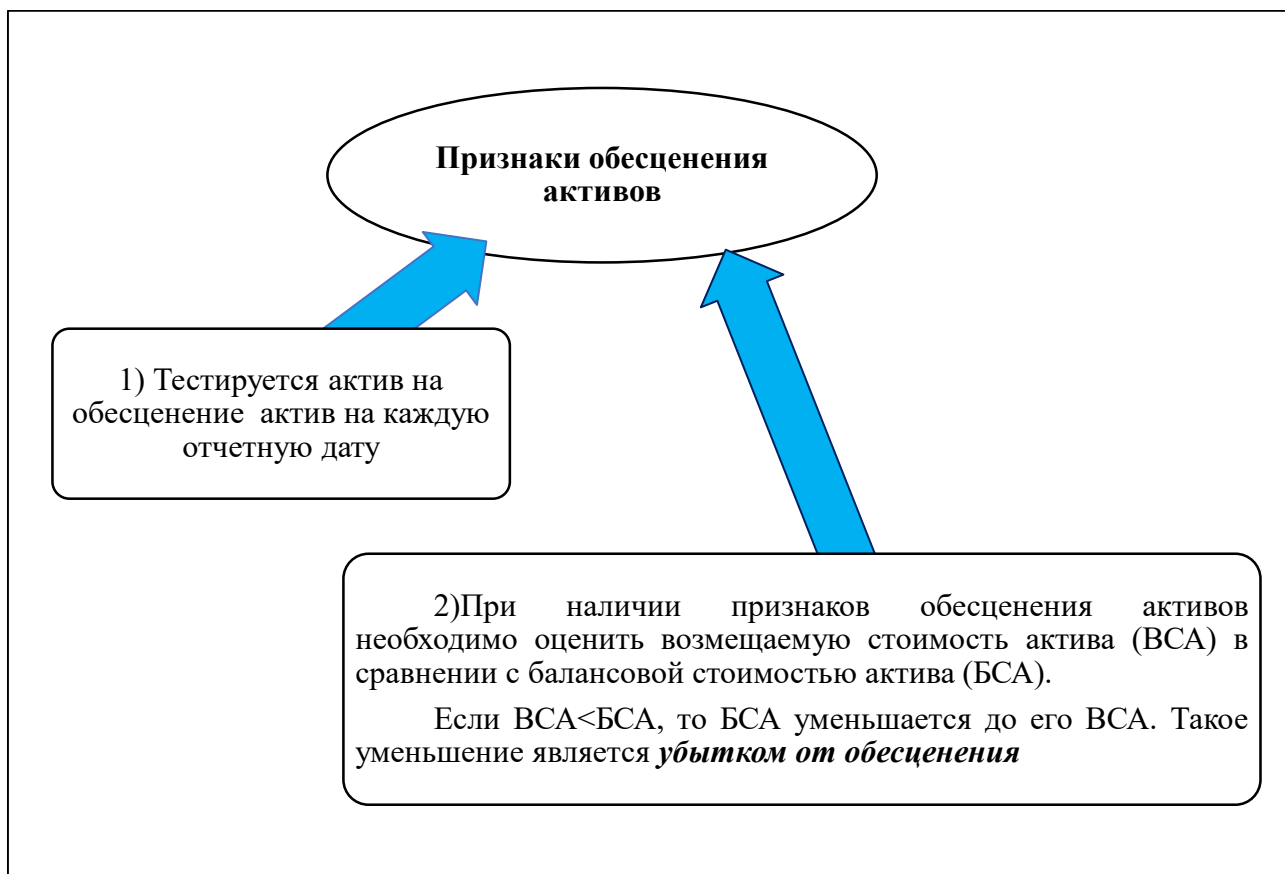 Признаки обесценения
активов
1) Тестируется актив на
обесценение актив на каждую
отчетную дату
2)При наличии признаков обесценения активов
необходимо оценить возмещаемую стоимость актива (ВСА) в
сравнении с балансовой стоимостью актива (БСА).
Если ВСА<БСА, то БСА уменьшается до его ВСА. Такое
уменьшение является убытком от обесценения